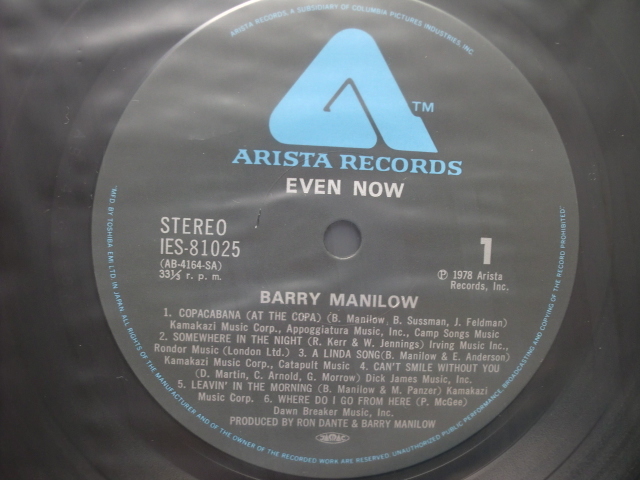 ARISTA RECORDS, A SUBSIDIARY OF COLUMBIA PICTURES INDUSTRIES, INC.
TM
ARISTA RECORDS
EVEN NOW
STEREO
IES-81025
(AB-4164-SA)
33⅓ r. p. m.
1
Ⓟ 1978 Arista
Records, Inc.
BARRY MANILOW
1. COPACABANA (AT THE COPA) (B. Manilow, B. Sussman, J. Feldman)
Kamakazi Music Corp., Appoggiatura Music, Inc., Camp Songs Music
2. SOMEWHERE IN THE NIGHT (R. Kerr & W. Jennings) Irving Music Inc.,
Rondor Music (London Ltd.) 3. A LINDA SONG(B. Manilow & E. Anderson)
Kamakazi Music Corp., Catapult Music 4. CAN'T SMILE WITHOUT YOU
(D. Martin, C. Arnold, G. Morrow) Dick James Music, Inc.
5. LEAVIN' IN THE MORNING (B. Manilow & M. Panzer) Kamakazi
Music Corp. 6. WHERE DO I GO FROM HERE (P. McGee)
Dawn Breaker Music, Inc.
PRODUCED BY RON DANTE & BARRY MANILOW
MF'D BY TOSHIBA EMI LTD IN JAPAN ALL RIGHTS OF THE MANUFACTURER AND OF THE OWNER OF THE RECORDED WORK ARE RESERVED. UNAUTHORIZED PUBLIC PERFORMANCE, BROADCASTING AND COPYING OF THE RECORD PROHIBITED.